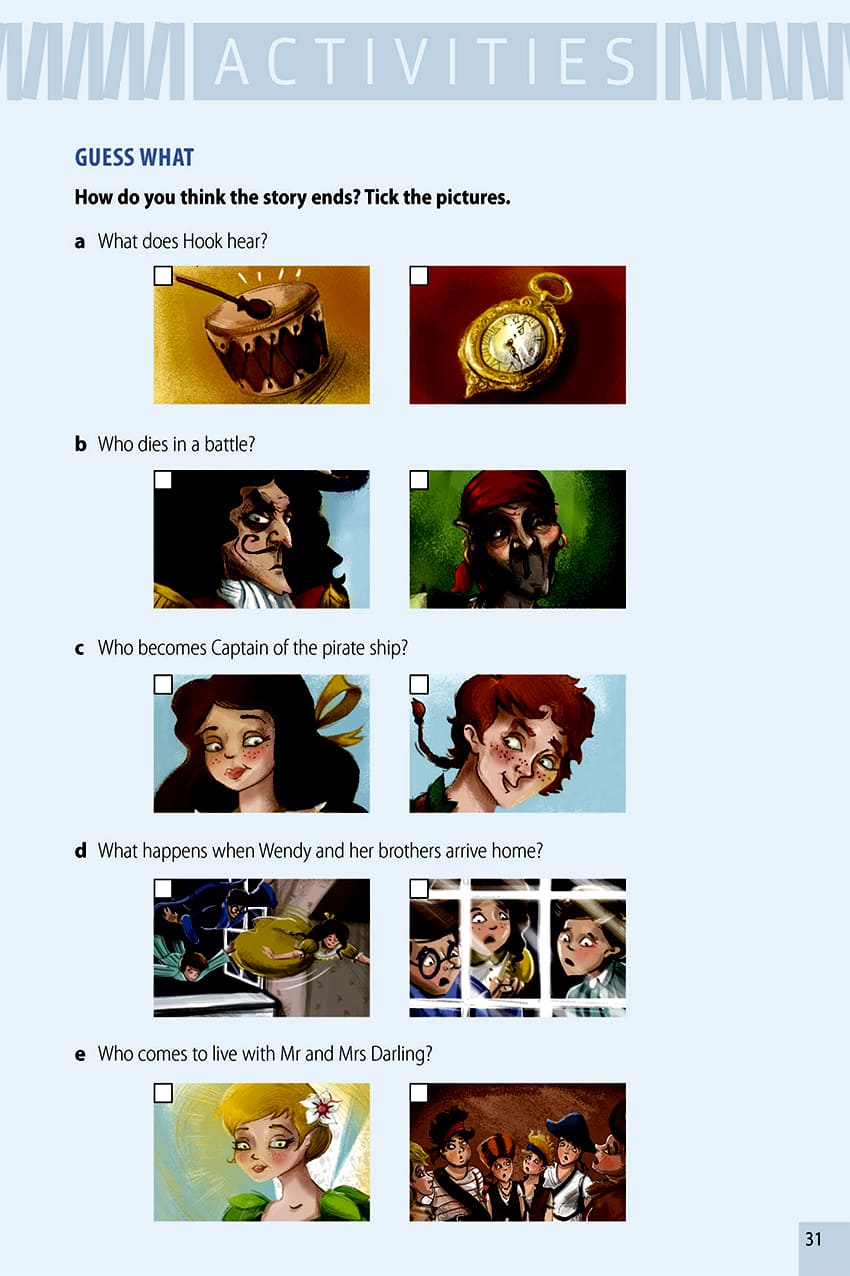 ACTIVITIES
GUESS WHAT
How do you think the story ends? Tick the pictures.
a What does Hook hear?
b Who dies in a battle?
c Who becomes Captain of the pirate ship?
d What happens when Wendy and her brothers arrive home?
e Who comes to live with Mr and Mrs Darling?
31